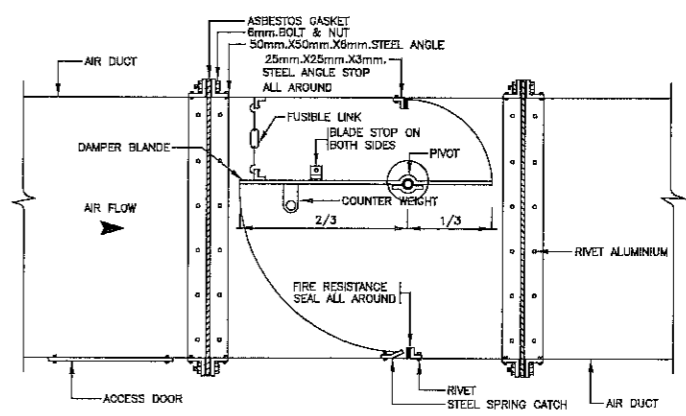 ASBESTOS GASKET
6mm.BOLT & NUT
50mm.X50mm.X6mm.STEEL ANGLE
25mm.X25mm.X3mm.
STEEL ANGLE STOP
ALL AROUND
AIR DUCT
FUSIBLE LINK
BLADE STOP ON
BOTH SIDES
DAMPER BLANDE
PIVOT
AIR FLOW
COUNTER WEIGHT
2/3
1/3
RIVET ALUMINIUM
FIRE RESISTANCE
SEAL ALL AROUND
ACCESS DOOR
RIVET
STEEL SPRING CATCH
AIR DUCT